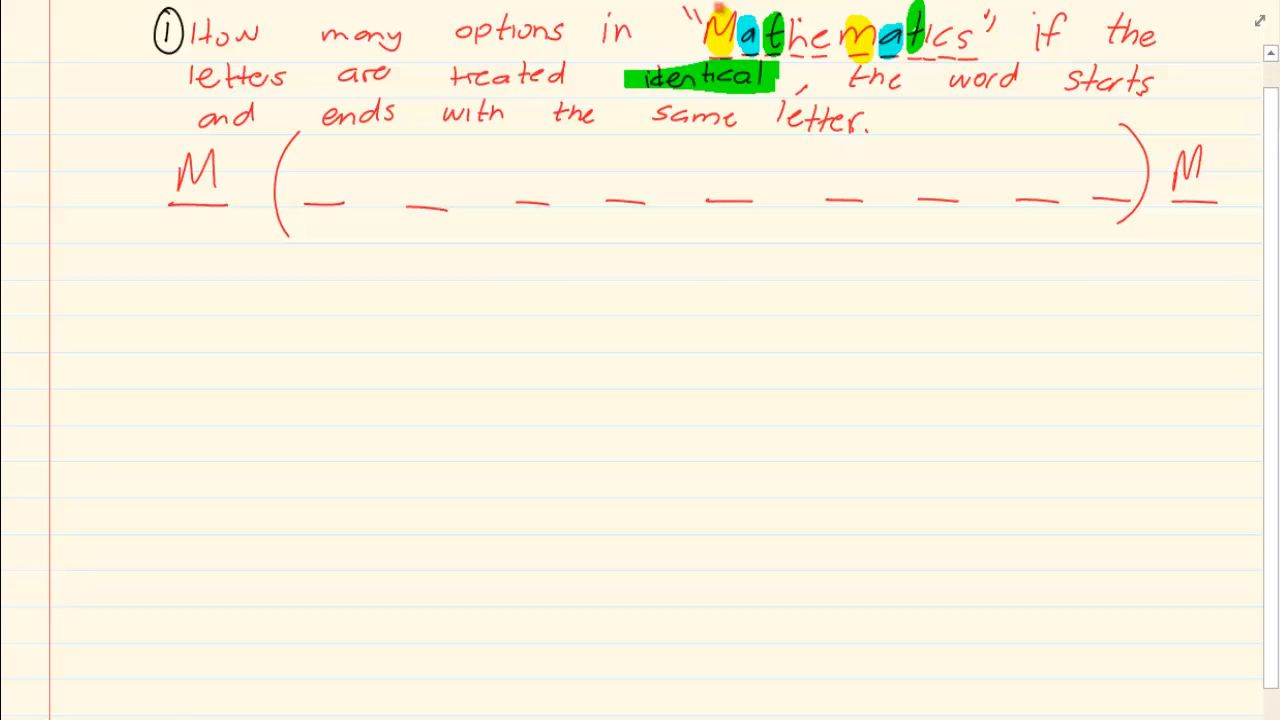 ① How many options in "Mathematics" if the
letters are treated identical, the word starts
and ends with the same letter.
M ( _ _ _ _ _ _ _ _ _ ) M